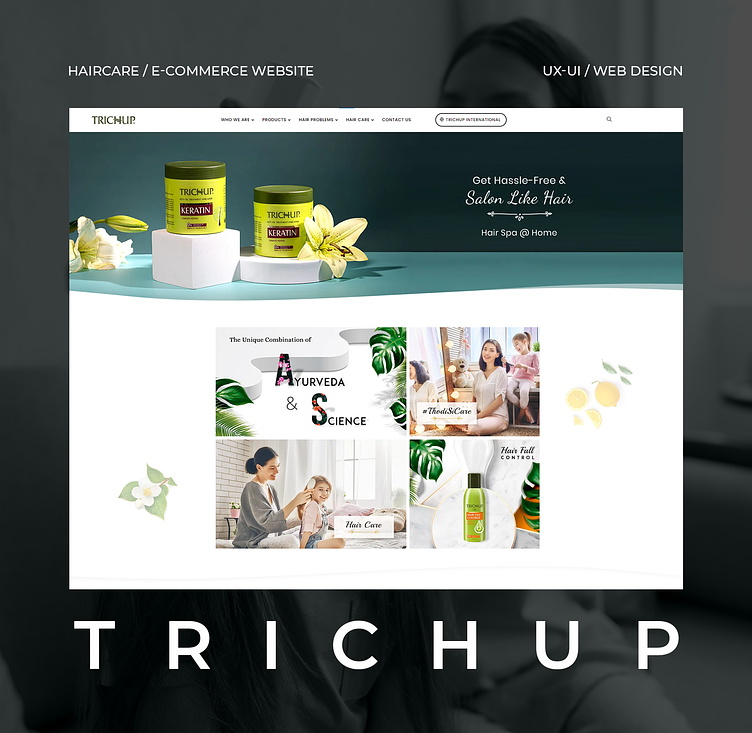 HAIRCARE / E-COMMERCE WEBSITE
UX-UI / WEB DESIGN
TRICHUP.
WHO WE ARE
PRODUCTS
HAIR PROBLEMS
HAIR CARE
CONTACT US
TRICHUP INTERNATIONAL
TRICHUP.
KERATIN
TRICHUP.
KERATIN
Get Hassle-Free &
Salon Like Hair
Hair Spa @ Home
The Unique Combination of
AYURVEDA
&
SCIENCE
#ThodiSiCare
Hair Care
Hair Fall
CONTROL
TRICHUP
TRICHUP